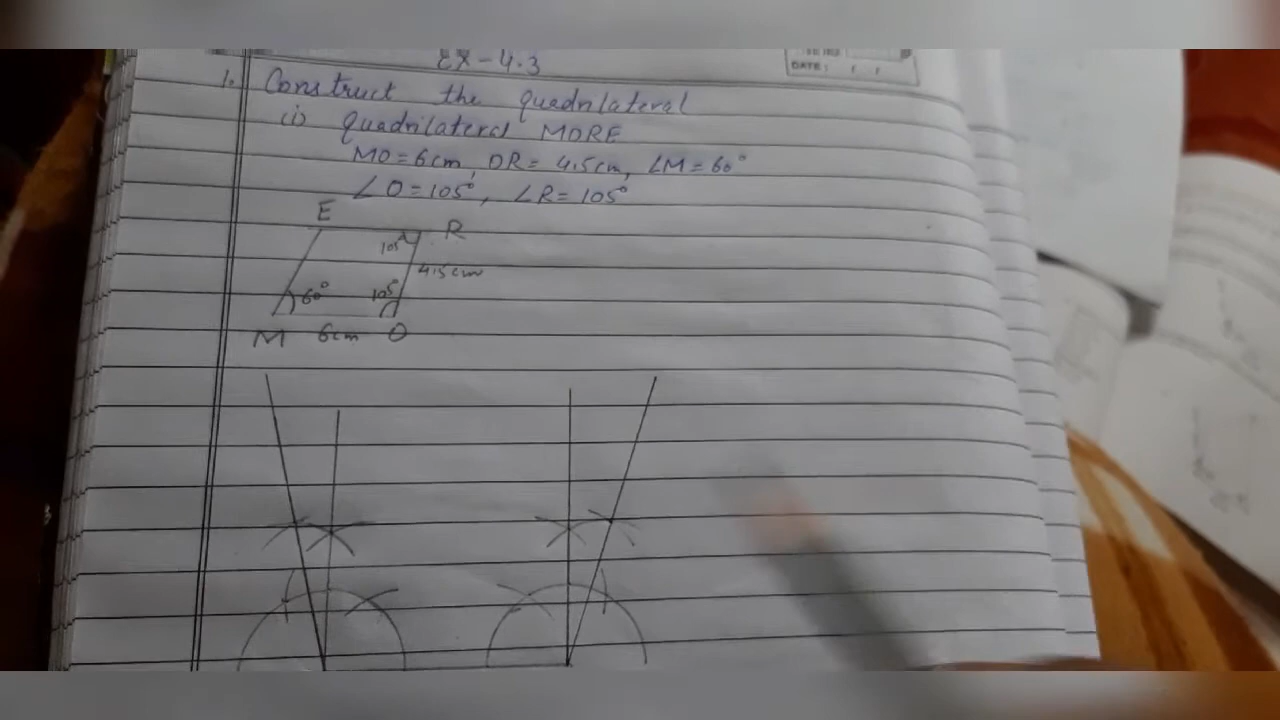 EX-4.3
DATE: / /
1. Construct the quadrilateral
(i) quadrilateral MORE
MO = 6cm, OR = 4.5cm, ∠M = 60°
∠O = 105°, ∠R = 105°
E
R
105°
4.5cm
60°
105°
M 6cm O